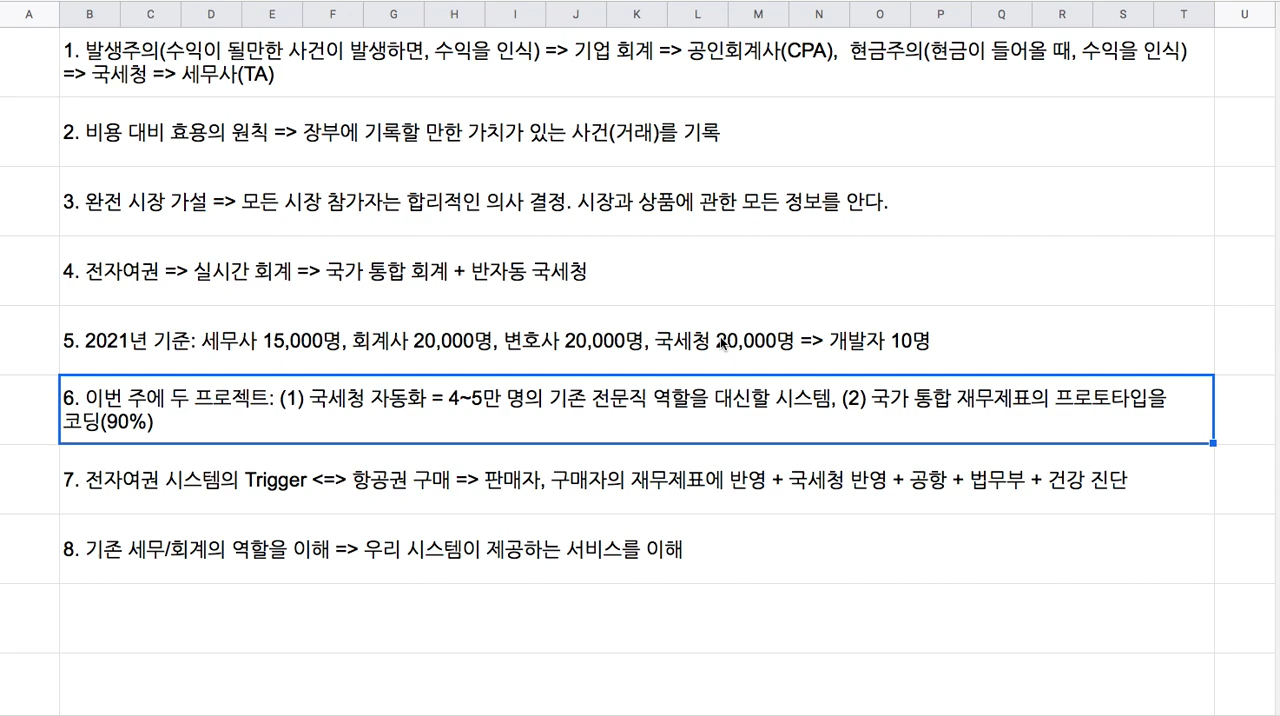 A B C D E F G H I J K L M N O P Q R S T U
1. 발생주의(수익이 될만한 사건이 발생하면, 수익을 인식) => 기업 회계 => 공인회계사(CPA), 현금주의(현금이 들어올 때, 수익을 인식)
=> 국세청 => 세무사(TA)
2. 비용 대비 효용의 원칙 => 장부에 기록할 만한 가치가 있는 사건(거래)를 기록
3. 완전 시장 가설 => 모든 시장 참가자는 합리적인 의사 결정. 시장과 상품에 관한 모든 정보를 안다.
4. 전자여권 => 실시간 회계 => 국가 통합 회계 + 반자동 국세청
5. 2021년 기준: 세무사 15,000명, 회계사 20,000명, 변호사 20,000명, 국세청 20,000명 => 개발자 10명
6. 이번 주에 두 프로젝트: (1) 국세청 자동화 = 4~5만 명의 기존 전문직 역할을 대신할 시스템, (2) 국가 통합 재무제표의 프로토타입을
코딩(90%)
7. 전자여권 시스템의 Trigger <=> 항공권 구매 => 판매자, 구매자의 재무제표에 반영 + 국세청 반영 + 공항 + 법무부 + 건강 진단
8. 기존 세무/회계의 역할을 이해 => 우리 시스템이 제공하는 서비스를 이해